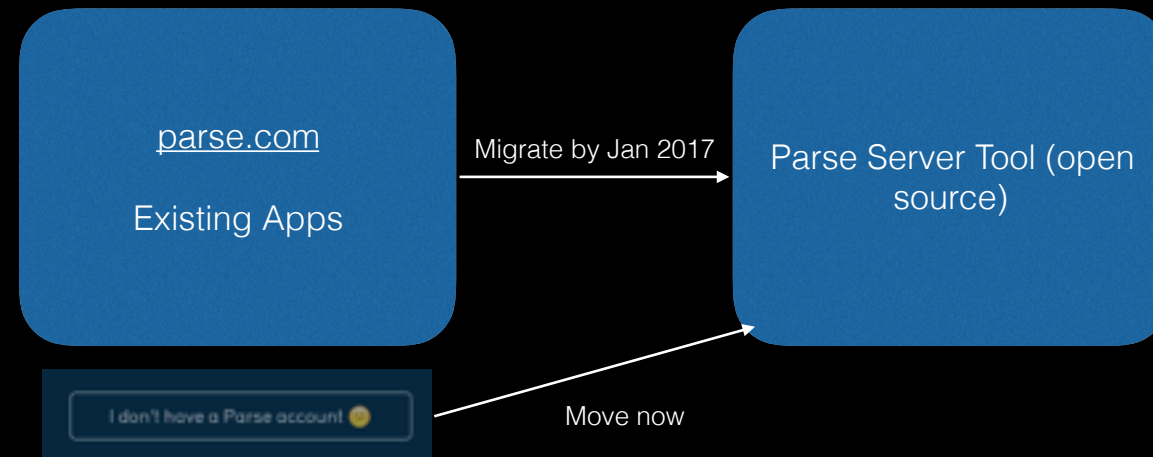 parse.com
Existing Apps
Migrate by Jan 2017
Parse Server Tool (open
source)
I don't have a Parse account
Move now